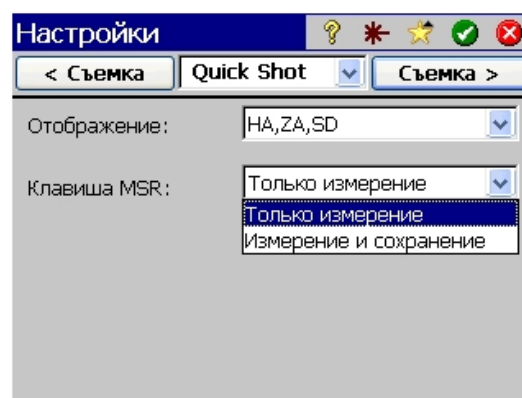 Настройки
< Съемка Quick Shot Съемка >
Отображение: HA,ZA,SD
Клавиша MSR: Только измерение
Только измерение
Измерение и сохранение